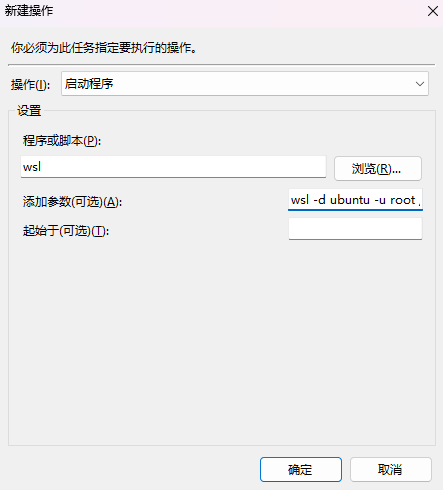 新建操作
你必须为此任务指定要执行的操作。
操作(I): 启动程序
设置
程序或脚本(P):
wsl 浏览(R)...
添加参数(可选)(A): wsl -d ubuntu -u root
起始于(可选)(T):
确定 取消